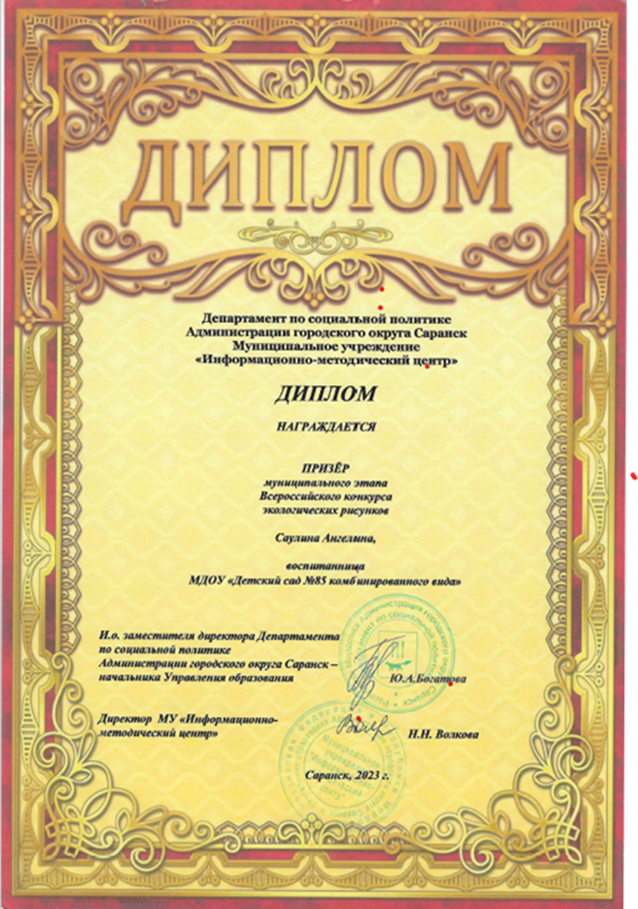 ДИПЛОМ
Департамент по социальной политике
Администрации городского округа Саранск
Муниципальное учреждение
«Информационно-методический центр»
ДИПЛОМ
НАГРАЖДАЕТСЯ
ПРИЗЁР
муниципального этапа
Всероссийского конкурса
экологических рисунков
Саулина Ангелина,
воспитанница
МДОУ «Детский сад №85 комбинированного вида»
И.о. заместителя директора Департамента
по социальной политике
Администрации городского округа Саранск –
начальника Управления образования
Ю.А.Богатова
Директор МУ «Информационно-
методический центр»
Н.Н. Волкова
Саранск, 2023 г.